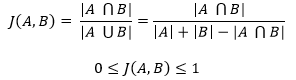 J(A, B) = |A ∩ B| / |A ∪ B| = |A ∩ B| / (|A| + |B| − |A ∩ B|)
0 ≤ J(A, B) ≤ 1